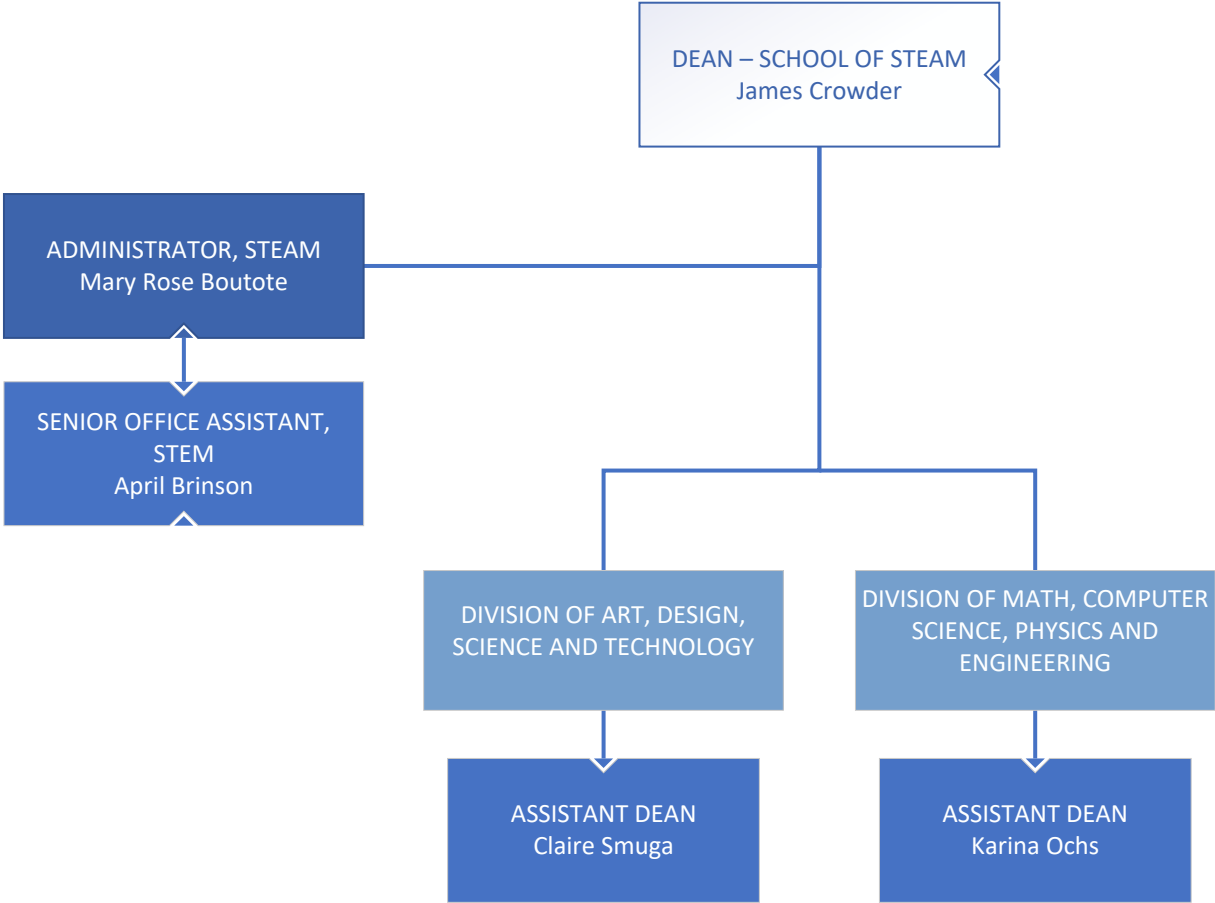 DEAN – SCHOOL OF STEAM
James Crowder
ADMINISTRATOR, STEAM
Mary Rose Boutote
SENIOR OFFICE ASSISTANT,
STEM
April Brinson
DIVISION OF ART, DESIGN,
SCIENCE AND TECHNOLOGY
DIVISION OF MATH, COMPUTER
SCIENCE, PHYSICS AND
ENGINEERING
ASSISTANT DEAN
Claire Smuga
ASSISTANT DEAN
Karina Ochs